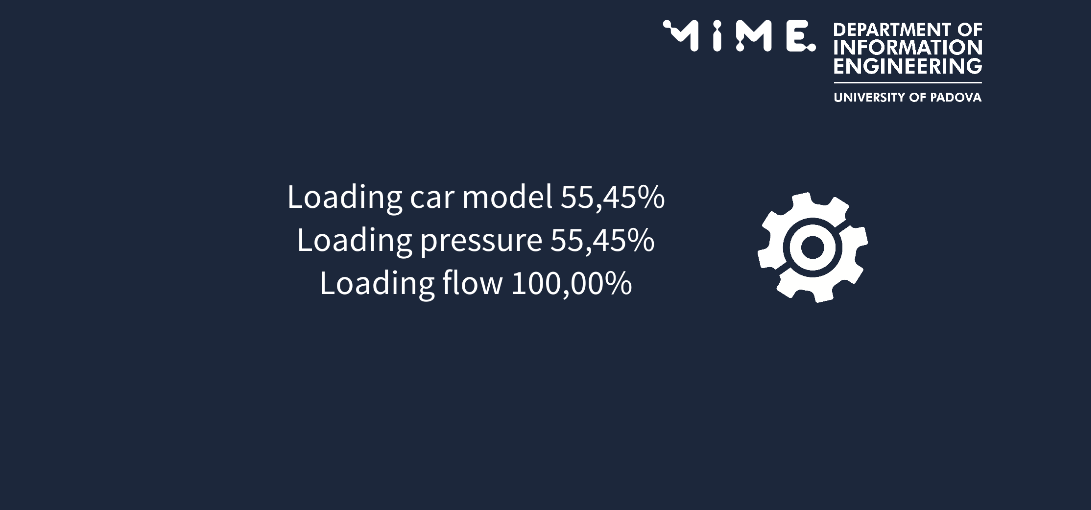 MiME.
DEPARTMENT OF
INFORMATION
ENGINEERING
UNIVERSITY OF PADOVA
Loading car model 55,45%
Loading pressure 55,45%
Loading flow 100,00%